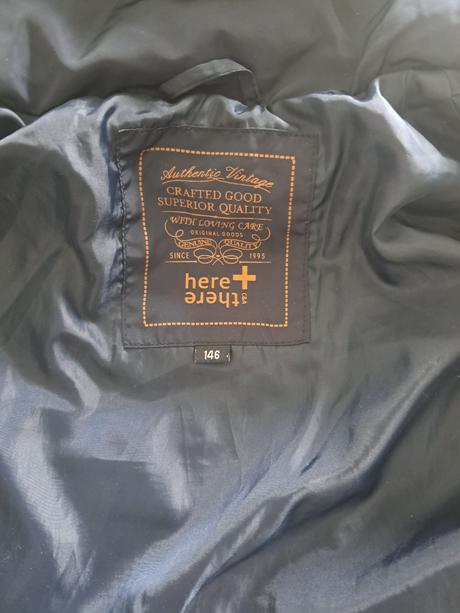 Authentic Vintage
CRAFTED GOOD
SUPERIOR QUALITY
WITH LOVING CARE
ORIGINAL GOODS
GENUINE QUALITY
SINCE 1995
here+
there
C&A
146